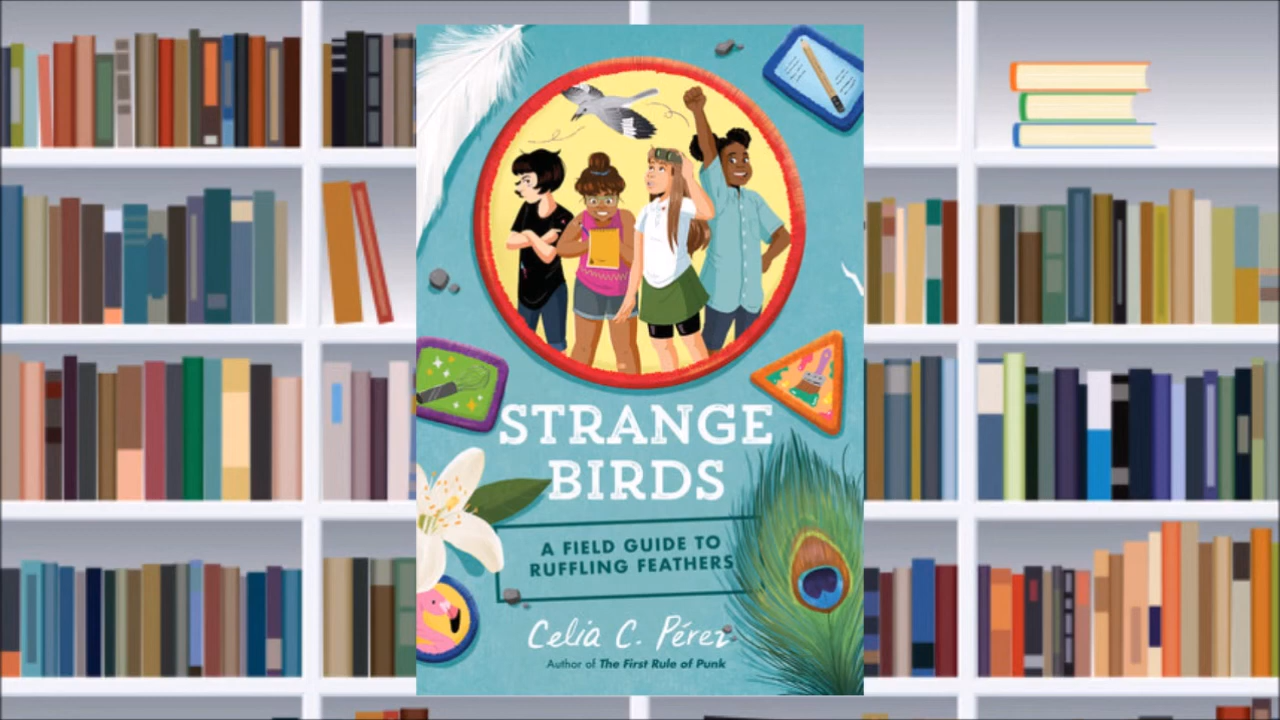 STRANGE
BIRDS
A FIELD GUIDE TO
RUFFLING FEATHERS
Celia C. Pérez
Author of The First Rule of Punk